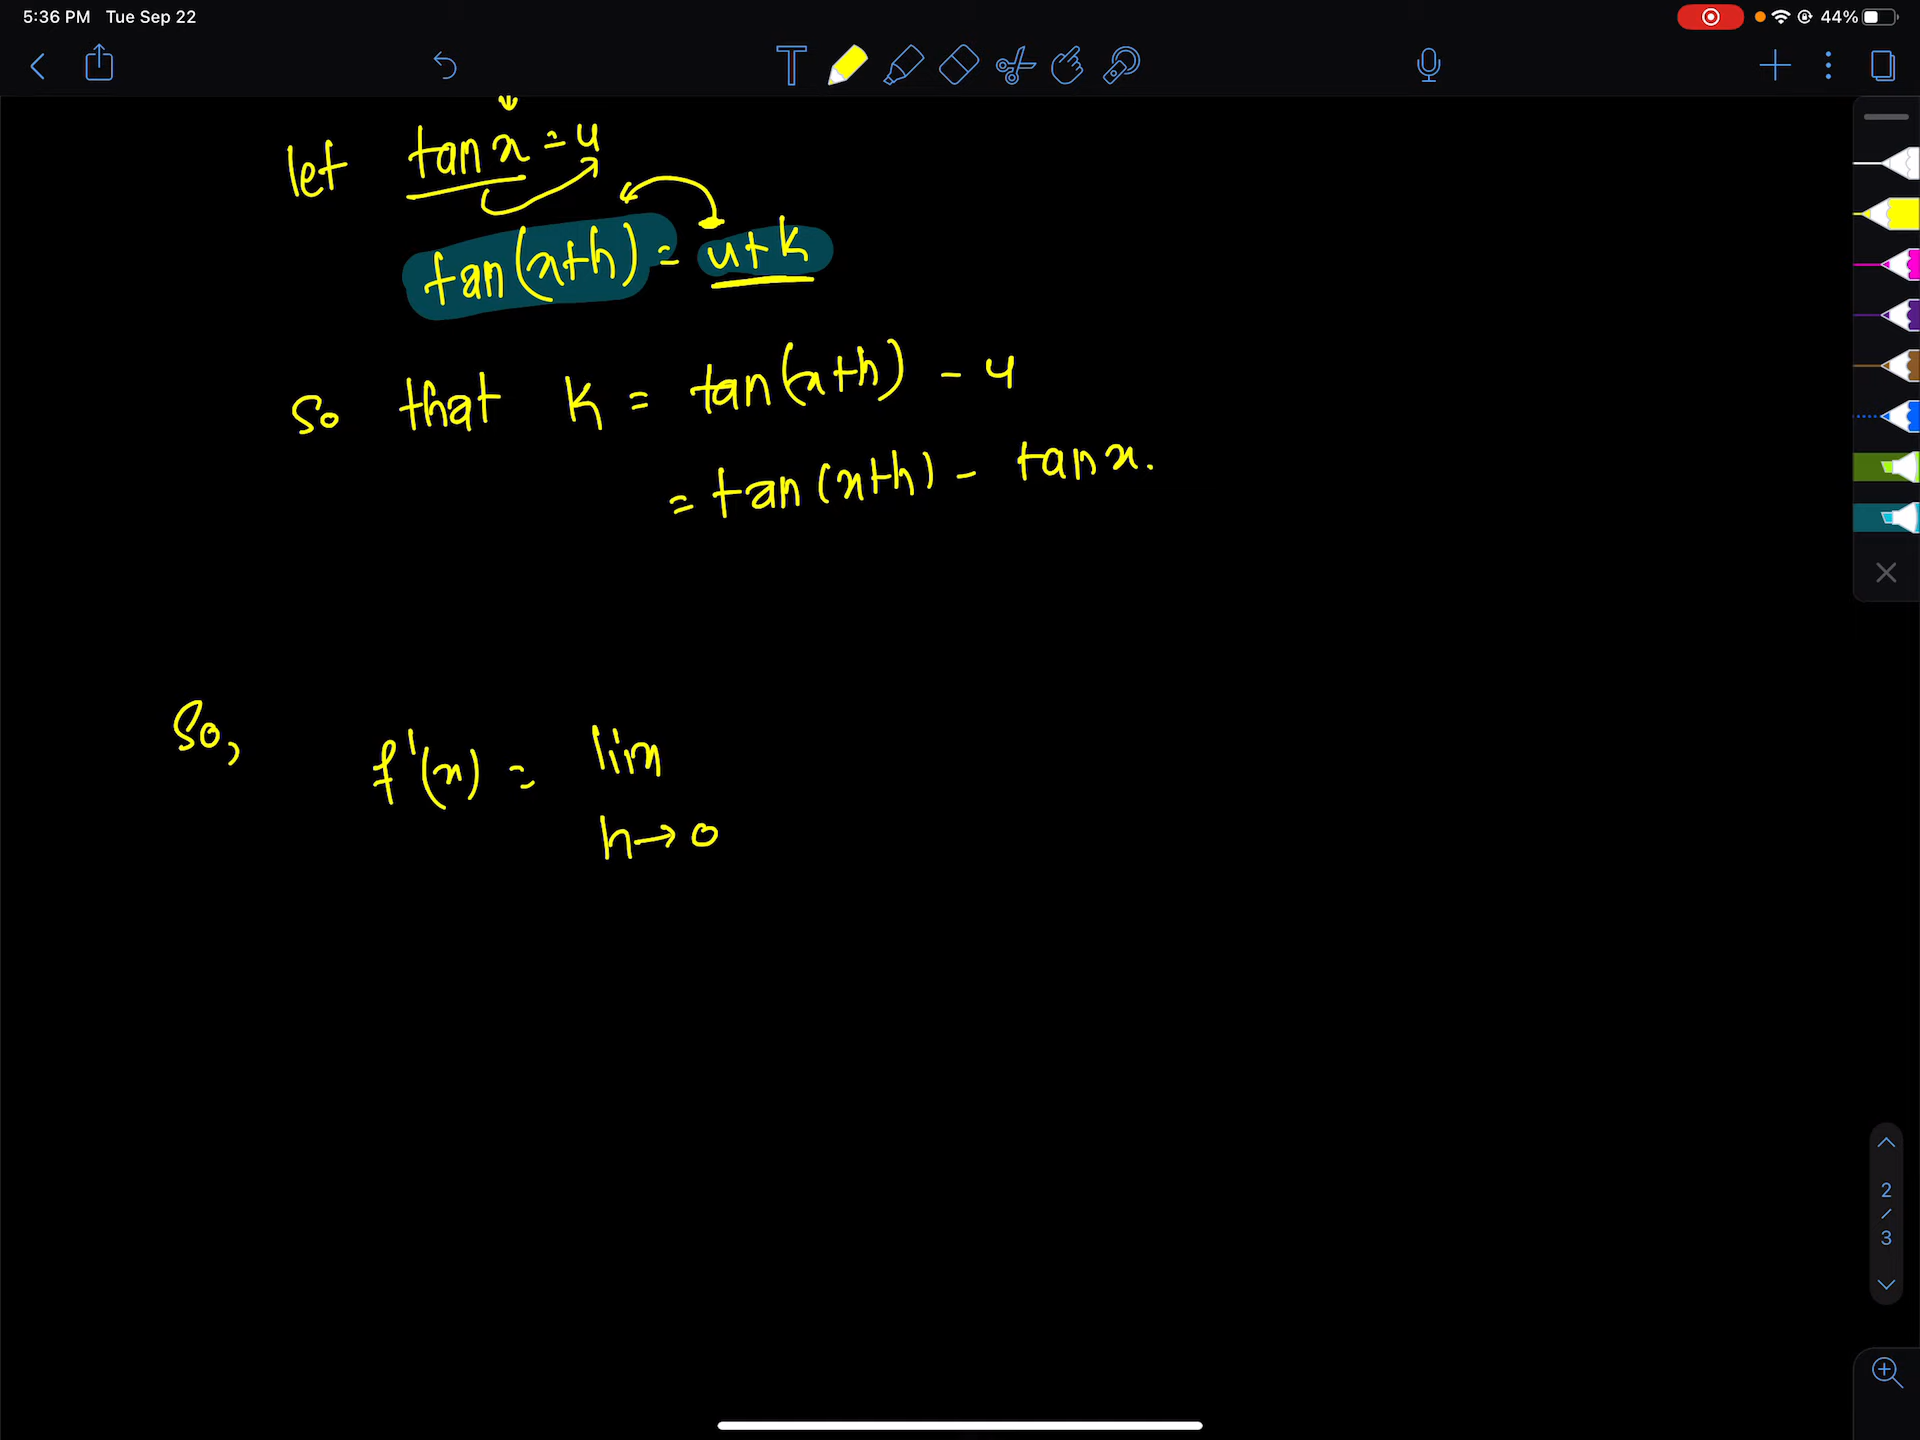 5:36 PM Tue Sep 22
44%
let tan x = u
tan(x+h) = u+k
So that k = tan(x+h) - u
= tan(x+h) - tan x.
So, f'(x) = lim
h→0
2
/
3